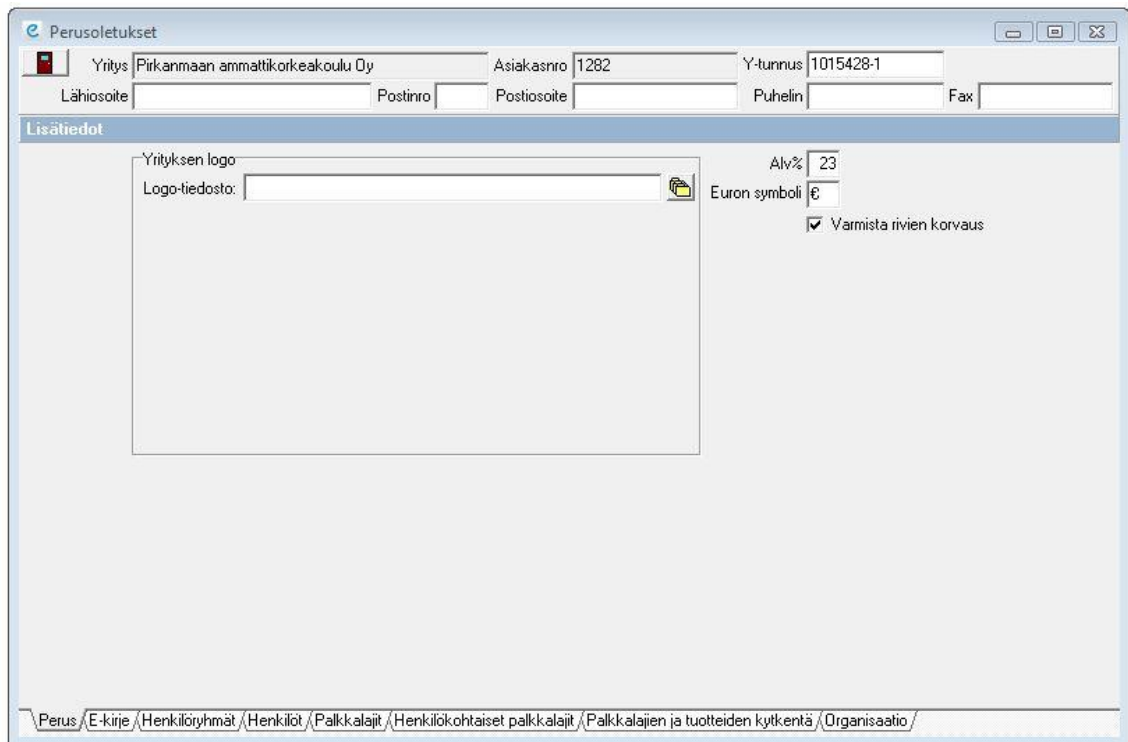 Perusoletukset
Yritys Pirkanmaan ammattikorkeakoulu Oy Asiakasnro 1282 Y-tunnus 1015428-1
Lähiosoite Postinro Postiosoite Puhelin Fax
Lisätiedot
Yrityksen logo Alv% 23
Logo-tiedosto: Euron symboli €
Varmista rivien korvaus
Perus E-kirje Henkilöryhmät Henkilöt Palkkalajit Henkilökohtaiset palkkalajit Palkkalajien ja tuotteiden kytkentä Organisaatio